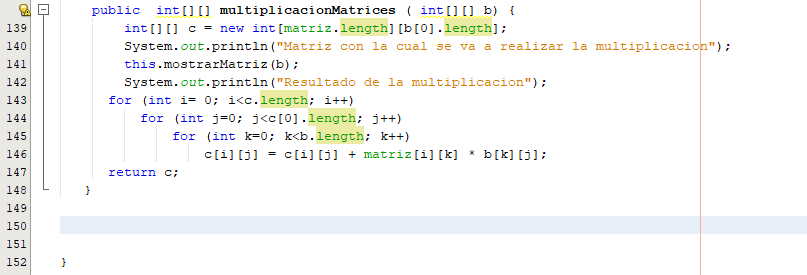 public  int[][] multiplicacionMatrices ( int[][] b) {
139 int[][] c = new int[matriz.length][b[0].length];
140 System.out.println("Matriz con la cual se va a realizar la multiplicacion");
141 this.mostrarMatriz(b);
142 System.out.println("Resultado de la multiplicacion");
143 for (int i= 0; i<c.length; i++)
144 for (int j=0; j<c[0].length; j++)
145 for (int k=0; k<b.length; k++)
146 c[i][j] = c[i][j] + matriz[i][k] * b[k][j];
147 return c;
148 }
149
150
151
152 }